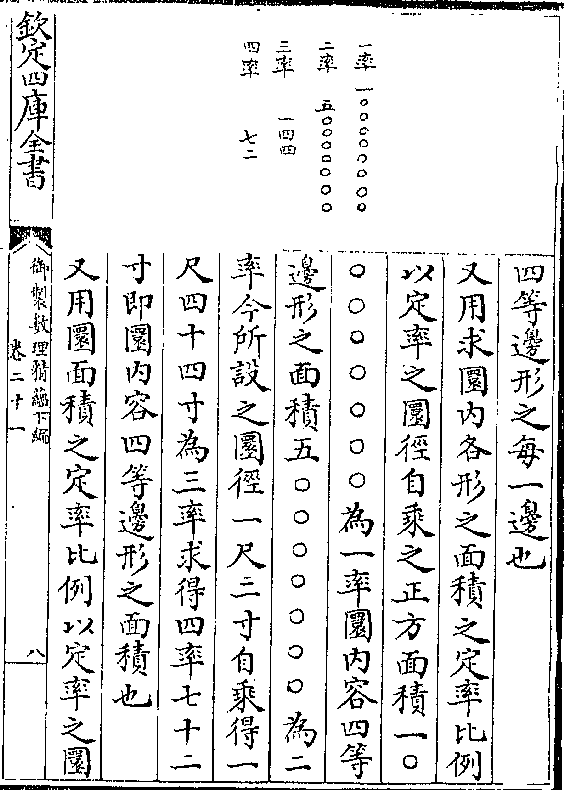 一率 一〇〇〇〇〇〇〇〇
二率 五〇〇〇〇〇〇〇
三率 一四四
四率 七二
四等邊形之每一邊也
又用求圜内各形之面積之定率比例
以定率之圜徑自乘之正方面積一〇
〇〇〇〇〇〇〇為一率圜内容四等
邊形之面積五〇〇〇〇〇〇〇為二
率今所設之圜徑一尺二寸自乘得一
尺四十四寸為三率求得四率七十二
寸即圜内容四等邊形之面積也
又用圜面積之定率比例以定率之圜
欽定四庫全書
御製數理精蘊下編
卷二十一
八